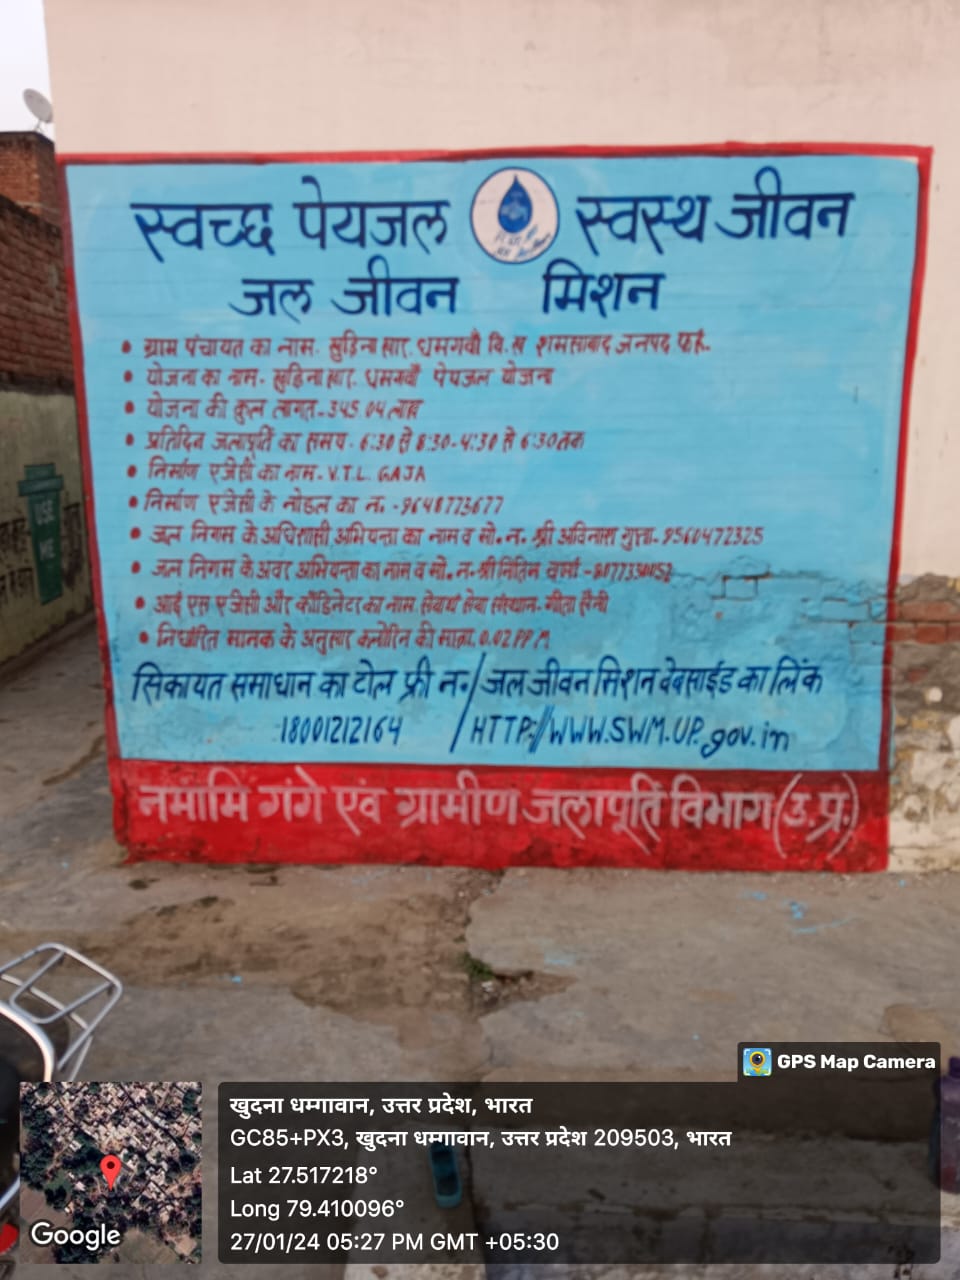 स्वच्छ पेयजल स्वस्थ जीवन
जल जीवन मिशन
• ग्राम पंचायत का नाम. खुड़िना खार. धमगवाँ वि. ख शमसाबाद जनपद फर्रु.
• योजना का नाम. खुड़िना खार. धमगवाँ पेयजल योजना
• योजना की कुल लागत-345.04 लाख
• प्रतिदिन जलापूर्ति का समय. 6:30 से 8:30-4:30 से 6:30 तक
• निर्माण एजेंसी का नाम-V.T.L. GAJA
• निर्माण एजेंसी के नोडल का न. -9648773677
• जल निगम के अधिशासी अभियन्ता का नाम व मो. न. श्री अविनाश गुप्ता. 9560472325
• जल निगम के अवर अभियन्ता का नाम व मो. न. श्री नितिन वर्मा
• आई एस ए एजेंसी और कौडिनेटर का नाम. सेवार्थ सेवा संस्थान. गीता सैनी
• निर्धारित मानक के अनुसार क्लोरिन की मात्रा. 0.02 PPM
सिकायत समाधान का टोल फ्री न. / जल जीवन मिशन वेबसाईड का लिंक
18001212164 / HTTP://WWW.SWM.UP.gov.in
नमामि गंगे एवं ग्रामीण जलापूर्ति विभाग (उ.प्र.)
USE
ME
GPS Map Camera
खुदना धम्गावान, उत्तर प्रदेश, भारत
GC85+PX3, खुदना धम्गावान, उत्तर प्रदेश 209503, भारत
Lat 27.517218°
Long 79.410096°
27/01/24 05:27 PM GMT +05:30
Google